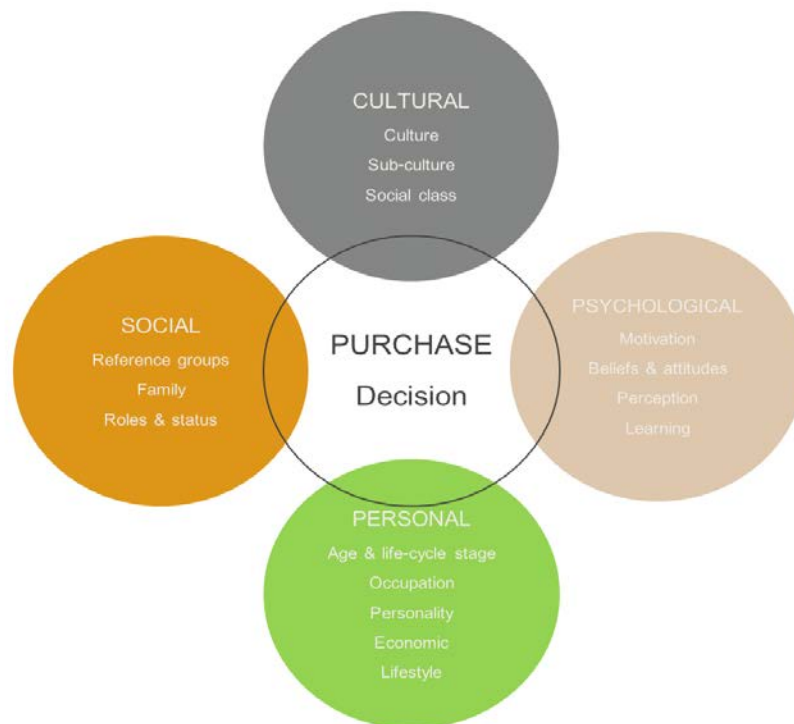 CULTURAL
Culture
Sub-culture
Social class
SOCIAL
Reference groups
Family
Roles & status
PURCHASE
Decision
PSYCHOLOGICAL
Motivation
Beliefs & attitudes
Perception
Learning
PERSONAL
Age & life-cycle stage
Occupation
Personality
Economic
Lifestyle